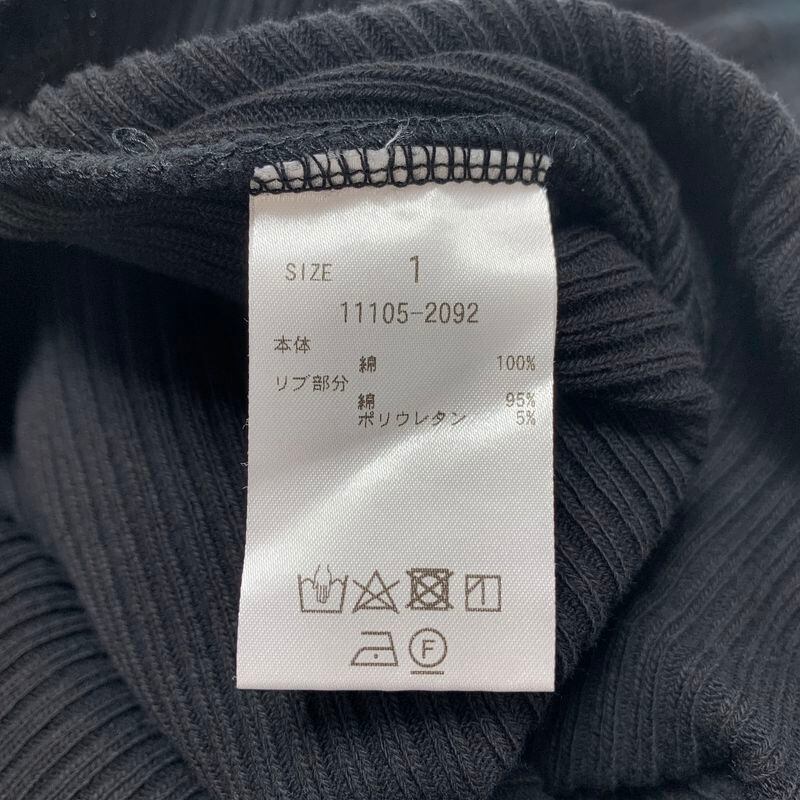 SIZE 1
11105-2092
本体
綿 100%
リブ部分
綿 95%
ポリウレタン 5%
F